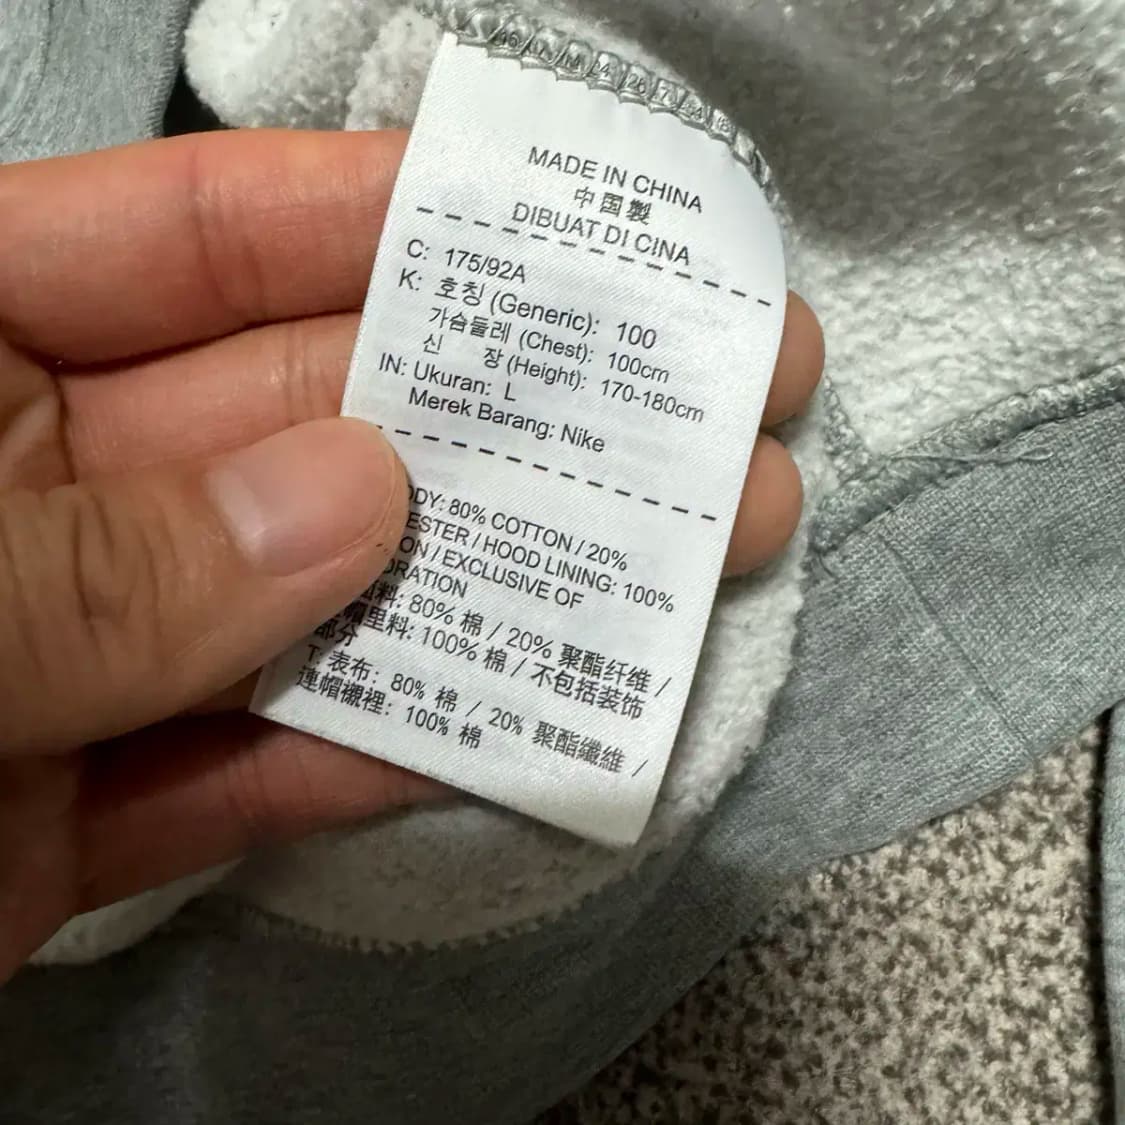 MADE IN CHINA
中国製
DIBUAT DI CINA
C: 175/92A
K: 호칭 (Generic): 100
가슴둘레 (Chest): 100cm
신 장 (Height): 170-180cm
IN: Ukuran: L
Merek Barang: Nike
ODY: 80% COTTON / 20%
ESTER / HOOD LINING: 100%
ON / EXCLUSIVE OF
ORATION
面料: 80% 棉 / 20% 聚酯纤维 /
帽里料: 100% 棉 / 不包括装饰
部分
T: 表布: 80% 棉 / 20% 聚酯纖維 /
連帽襯裡: 100% 棉